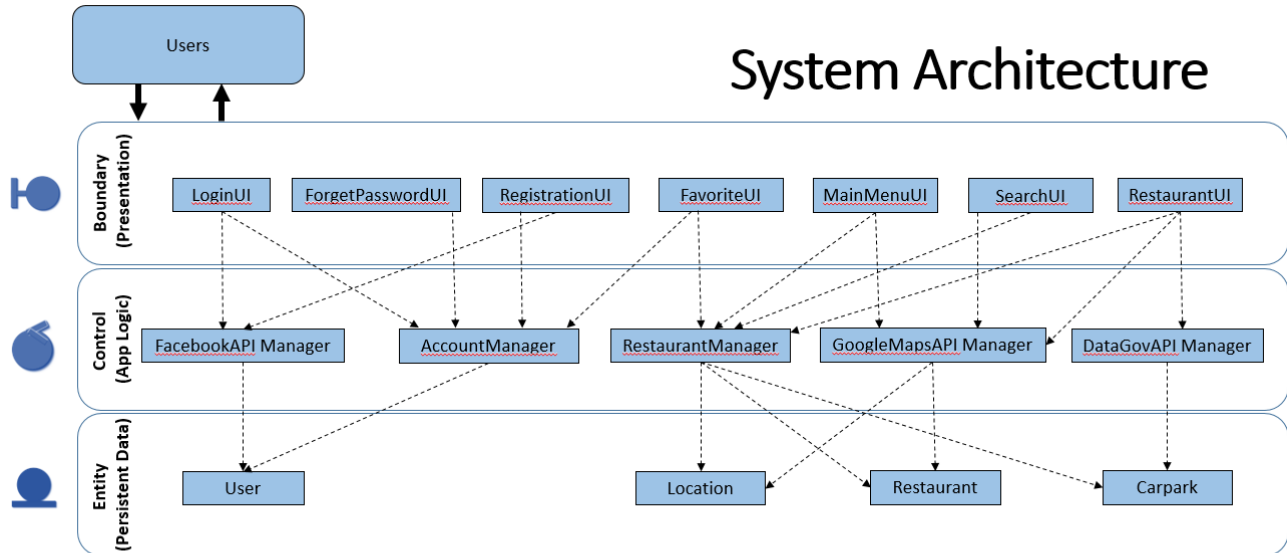 Users
System Architecture
Boundary
(Presentation)
LoginUI
ForgetPasswordUI
RegistrationUI
FavoriteUI
MainMenuUI
SearchUI
RestaurantUI
Control
(App Logic)
FacebookAPI Manager
AccountManager
RestaurantManager
GoogleMapsAPI Manager
DataGovAPI Manager
Entity
(Persistent Data)
User
Location
Restaurant
Carpark